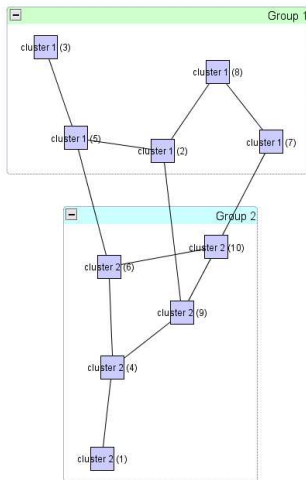 Group 1
cluster 1 (3)
cluster 1 (8)
cluster 1 (5)
cluster 1 (2)
cluster 1 (7)
Group 2
cluster 2 (10)
cluster 2 (6)
cluster 2 (9)
cluster 2 (4)
cluster 2 (1)